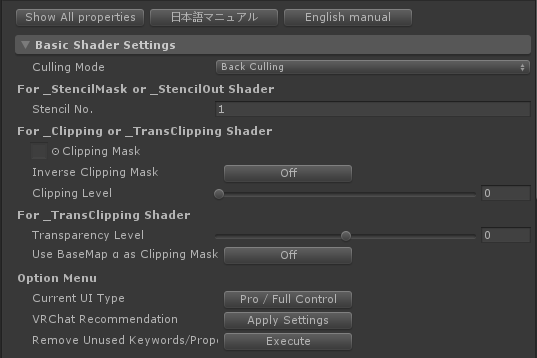 Show All properties 日本語マニュアル English manual
Basic Shader Settings
Culling Mode Back Culling
For _StencilMask or _StencilOut Shader
Stencil No. 1
For _Clipping or _TransClipping Shader
Clipping Mask
Inverse Clipping Mask Off
Clipping Level 0
For _TransClipping Shader
Transparency Level 0
Use BaseMap α as Clipping Mask Off
Option Menu
Current UI Type Pro / Full Control
VRChat Recommendation Apply Settings
Remove Unused Keywords/Prope Execute